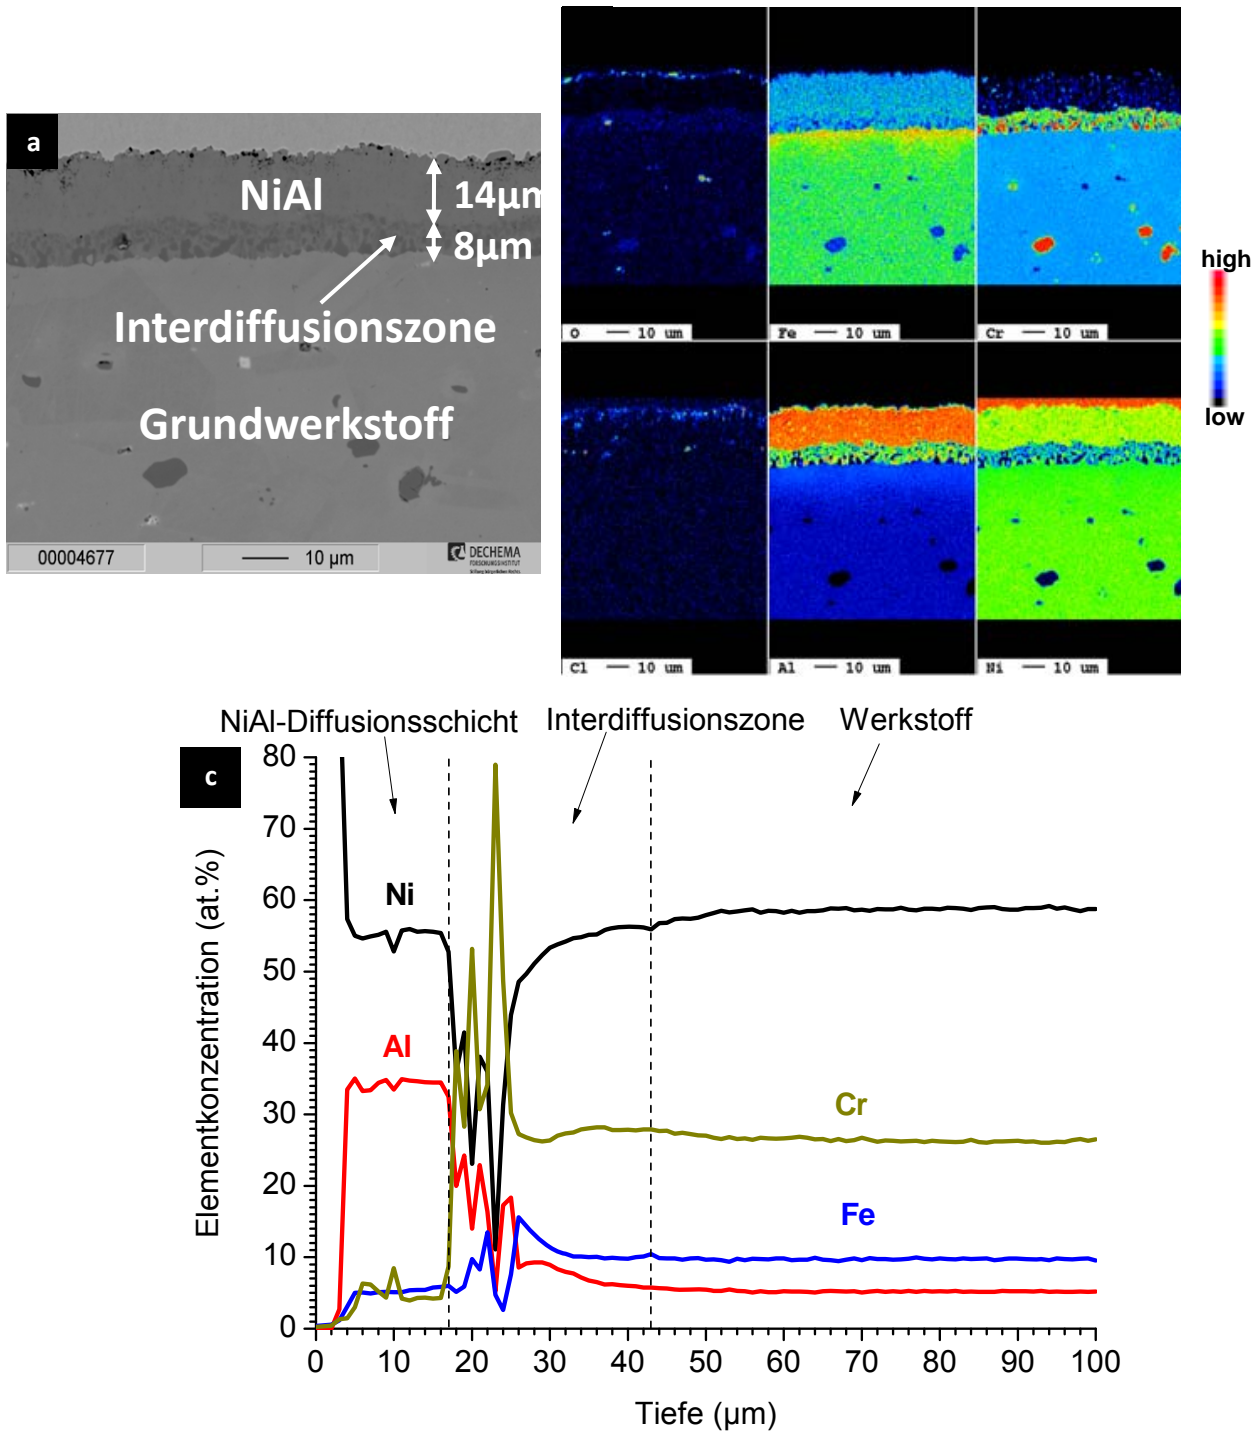 a
NiAl
14µm
8µm
Interdiffusionszone
Grundwerkstoff
00004677
10 µm
DECHEMA
FORSCHUNGSINSTITUT
O 10 um
Fe 10 um
Cr 10 um
Cl 10 um
Al 10 um
Ni 10 um
high
low
NiAl-Diffusionsschicht
Interdiffusionszone
Werkstoff
c
80
70
60
50
40
30
20
10
0
Elementkonzentration (at.%)
Ni
Al
Cr
Fe
0 10 20 30 40 50 60 70 80 90 100
Tiefe (µm)